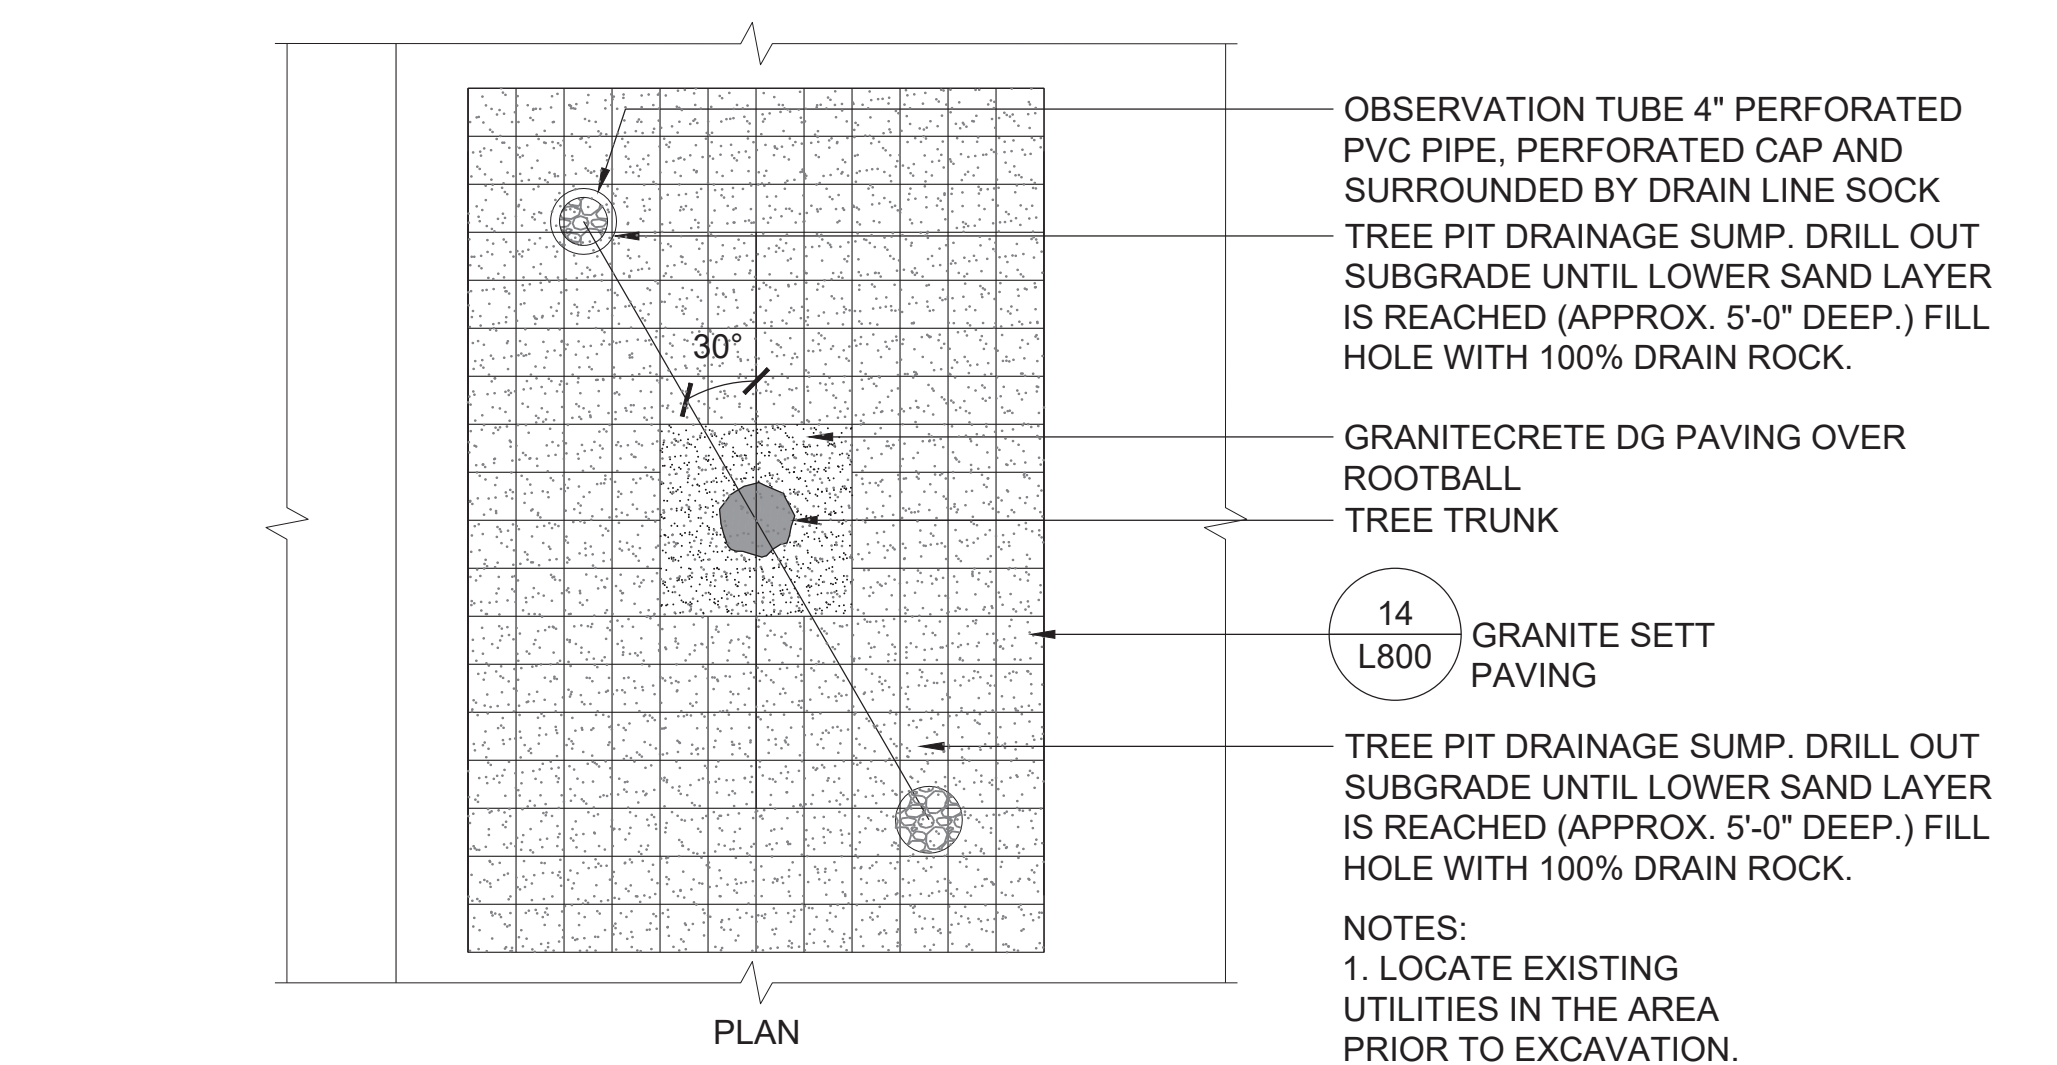 OBSERVATION TUBE 4" PERFORATED
PVC PIPE, PERFORATED CAP AND
SURROUNDED BY DRAIN LINE SOCK
TREE PIT DRAINAGE SUMP. DRILL OUT
SUBGRADE UNTIL LOWER SAND LAYER
IS REACHED (APPROX. 5'-0" DEEP.) FILL
HOLE WITH 100% DRAIN ROCK.
30°
GRANITECRETE DG PAVING OVER
ROOTBALL
TREE TRUNK
14
L800
GRANITE SETT
PAVING
TREE PIT DRAINAGE SUMP. DRILL OUT
SUBGRADE UNTIL LOWER SAND LAYER
IS REACHED (APPROX. 5'-0" DEEP.) FILL
HOLE WITH 100% DRAIN ROCK.
NOTES:
1. LOCATE EXISTING
UTILITIES IN THE AREA
PRIOR TO EXCAVATION.
PLAN